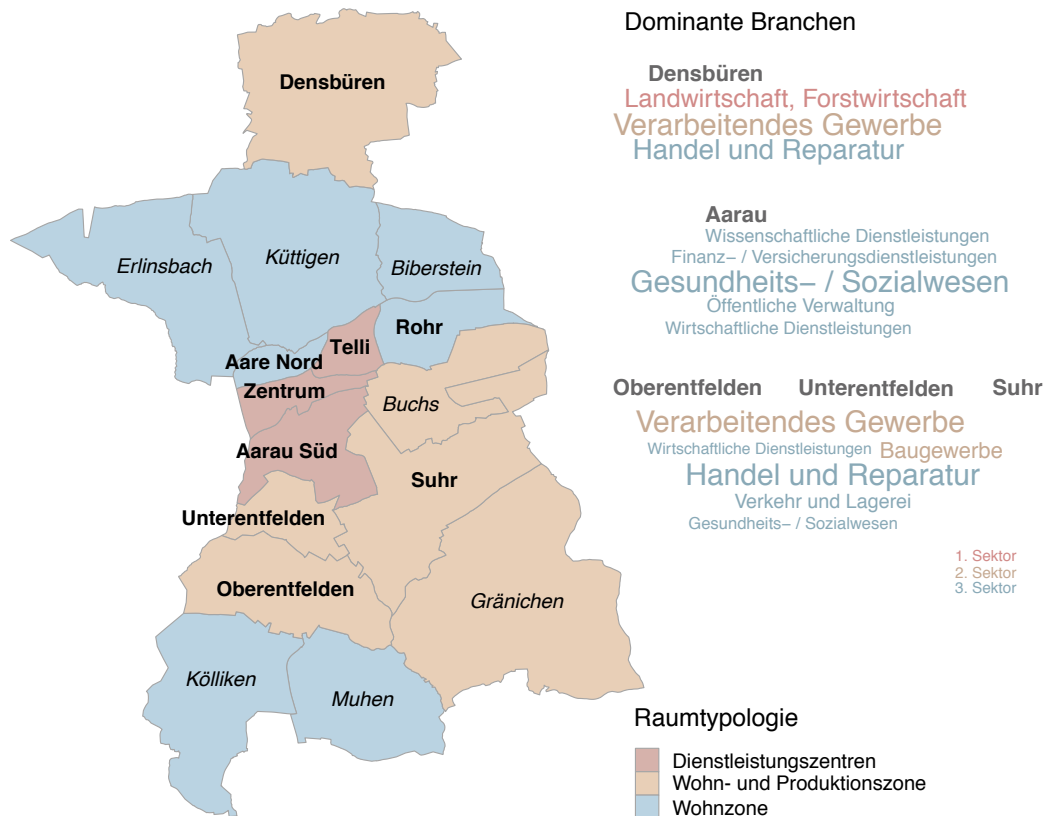 Dominante Branchen
Densbüren
Landwirtschaft, Forstwirtschaft
Verarbeitendes Gewerbe
Handel und Reparatur
Aarau
Wissenschaftliche Dienstleistungen
Finanz– / Versicherungsdienstleistungen
Gesundheits– / Sozialwesen
Öffentliche Verwaltung
Wirtschaftliche Dienstleistungen
Oberentfelden Unterentfelden Suhr
Verarbeitendes Gewerbe
Wirtschaftliche Dienstleistungen Baugewerbe
Handel und Reparatur
Verkehr und Lagerei
Gesundheits– / Sozialwesen
1. Sektor
2. Sektor
3. Sektor
Densbüren
Küttigen
Erlinsbach
Biberstein
Rohr
Telli
Aare Nord
Zentrum
Buchs
Aarau Süd
Suhr
Unterentfelden
Oberentfelden
Gränichen
Kölliken
Muhen
Raumtypologie
Dienstleistungszentren
Wohn- und Produktionszone
Wohnzone